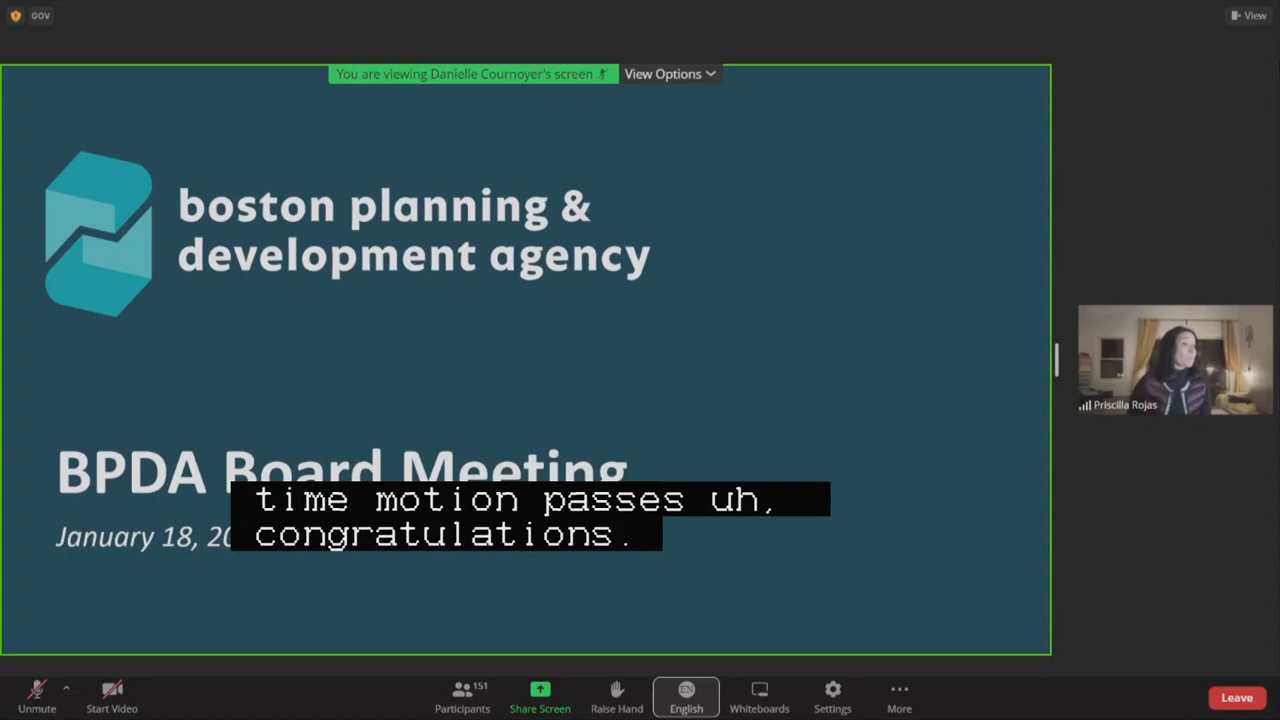 GOV
View
You are viewing Danielle Cournoyer's screen
View Options
boston planning &
development agency
BPDA Board Meeting
January 18, 20
time motion passes uh,
congratulations.
Priscilla Rojas
Unmute
Start Video
151
Participants
Share Screen
Raise Hand
EN
English
Whiteboards
Settings
More
Leave